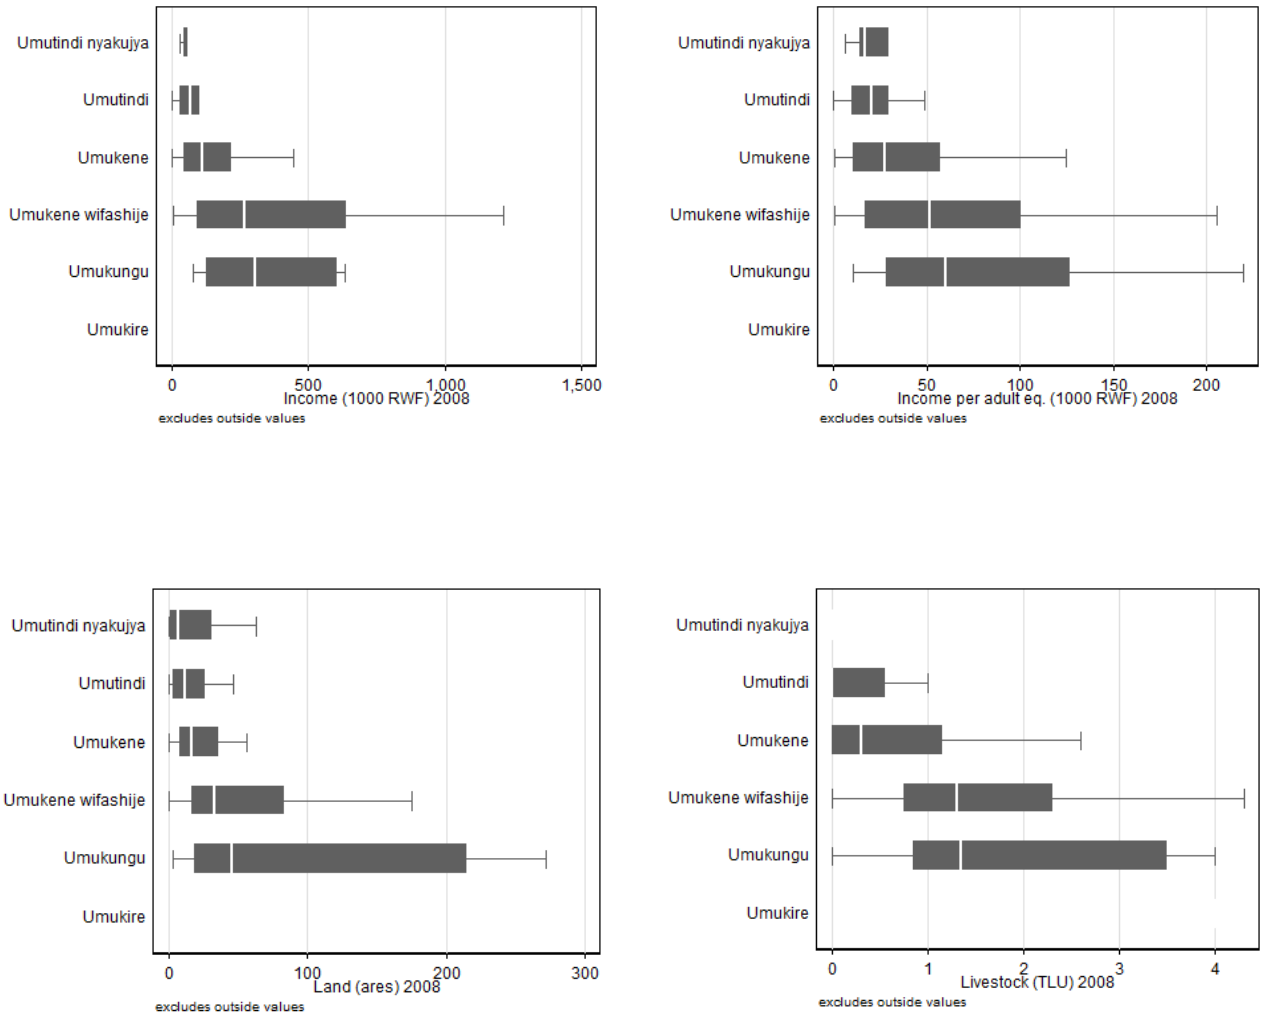 Umutindi nyakujya
Umutindi
Umukene
Umukene wifashije
Umukungu
Umukire
0 500 1,000 1,500
Income (1000 RWF) 2008
excludes outside values
Umutindi nyakujya
Umutindi
Umukene
Umukene wifashije
Umukungu
Umukire
0 50 100 150 200
Income per adult eq. (1000 RWF) 2008
excludes outside values
Umutindi nyakujya
Umutindi
Umukene
Umukene wifashije
Umukungu
Umukire
0 100 200 300
Land (ares) 2008
excludes outside values
Umutindi nyakujya
Umutindi
Umukene
Umukene wifashije
Umukungu
Umukire
0 1 2 3 4
Livestock (TLU) 2008
excludes outside values